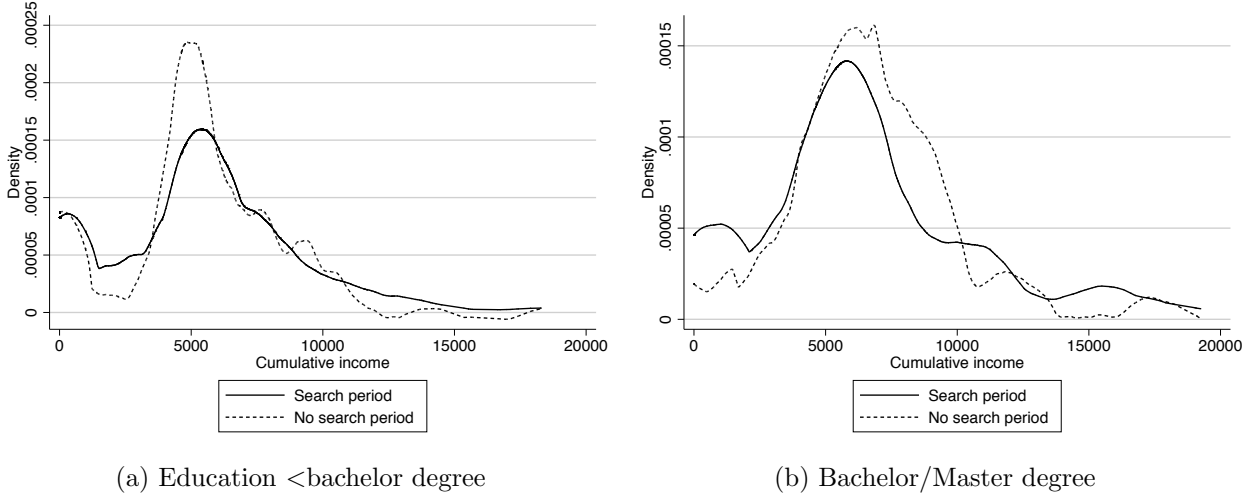 .00025
.0002
.00015
.0001
.00005
0
Density
0 5000 10000 15000 20000
Cumulative income
Search period
No search period
(a) Education <bachelor degree
.00015
.0001
.00005
0
Density
0 5000 10000 15000 20000
Cumulative income
Search period
No search period
(b) Bachelor/Master degree